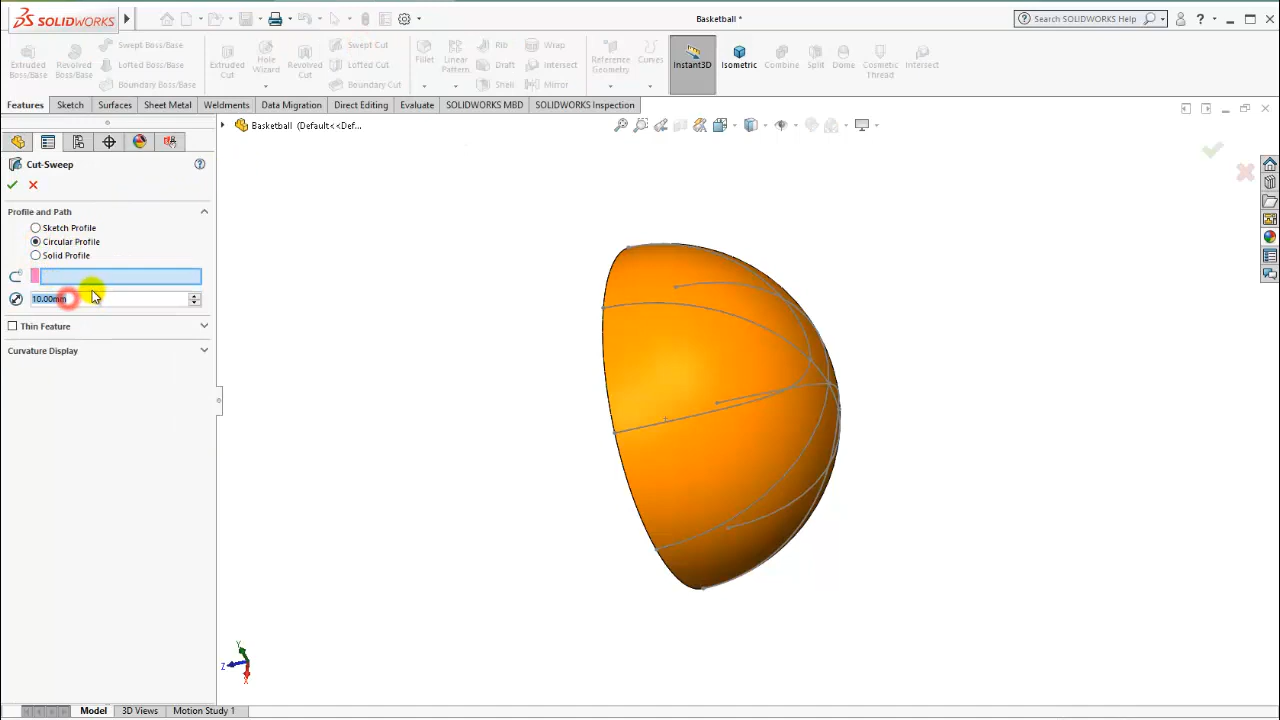 SOLIDWORKS
Basketball *
Search SOLIDWORKS Help
?
Extruded Boss/Base
Revolved Boss/Base
Swept Boss/Base
Lofted Boss/Base
Boundary Boss/Base
Extruded Cut
Hole Wizard
Revolved Cut
Swept Cut
Lofted Cut
Boundary Cut
Fillet
Linear Pattern
Rib
Draft
Shell
Wrap
Intersect
Mirror
Reference Geometry
Curves
Instant3D
Isometric
Combine
Split
Dome
Cosmetic Thread
Intersect
Features
Sketch
Surfaces
Sheet Metal
Weldments
Data Migration
Direct Editing
Evaluate
SOLIDWORKS MBD
SOLIDWORKS Inspection
Basketball (Default<<Def...
Cut-Sweep
?
Profile and Path
Sketch Profile
Circular Profile
Solid Profile
10.00mm
Thin Feature
Curvature Display
Y
Z
X
Model
3D Views
Motion Study 1